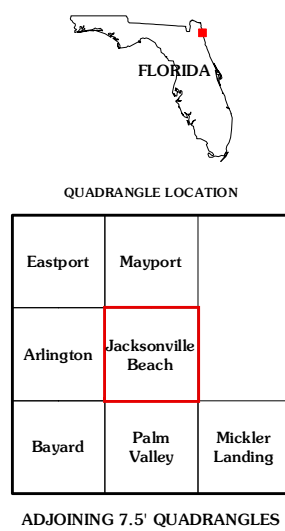 FLORIDA
QUADRANGLE LOCATION
Eastport
Mayport
Arlington
Jacksonville
Beach
Bayard
Palm
Valley
Mickler
Landing
ADJOINING 7.5' QUADRANGLES